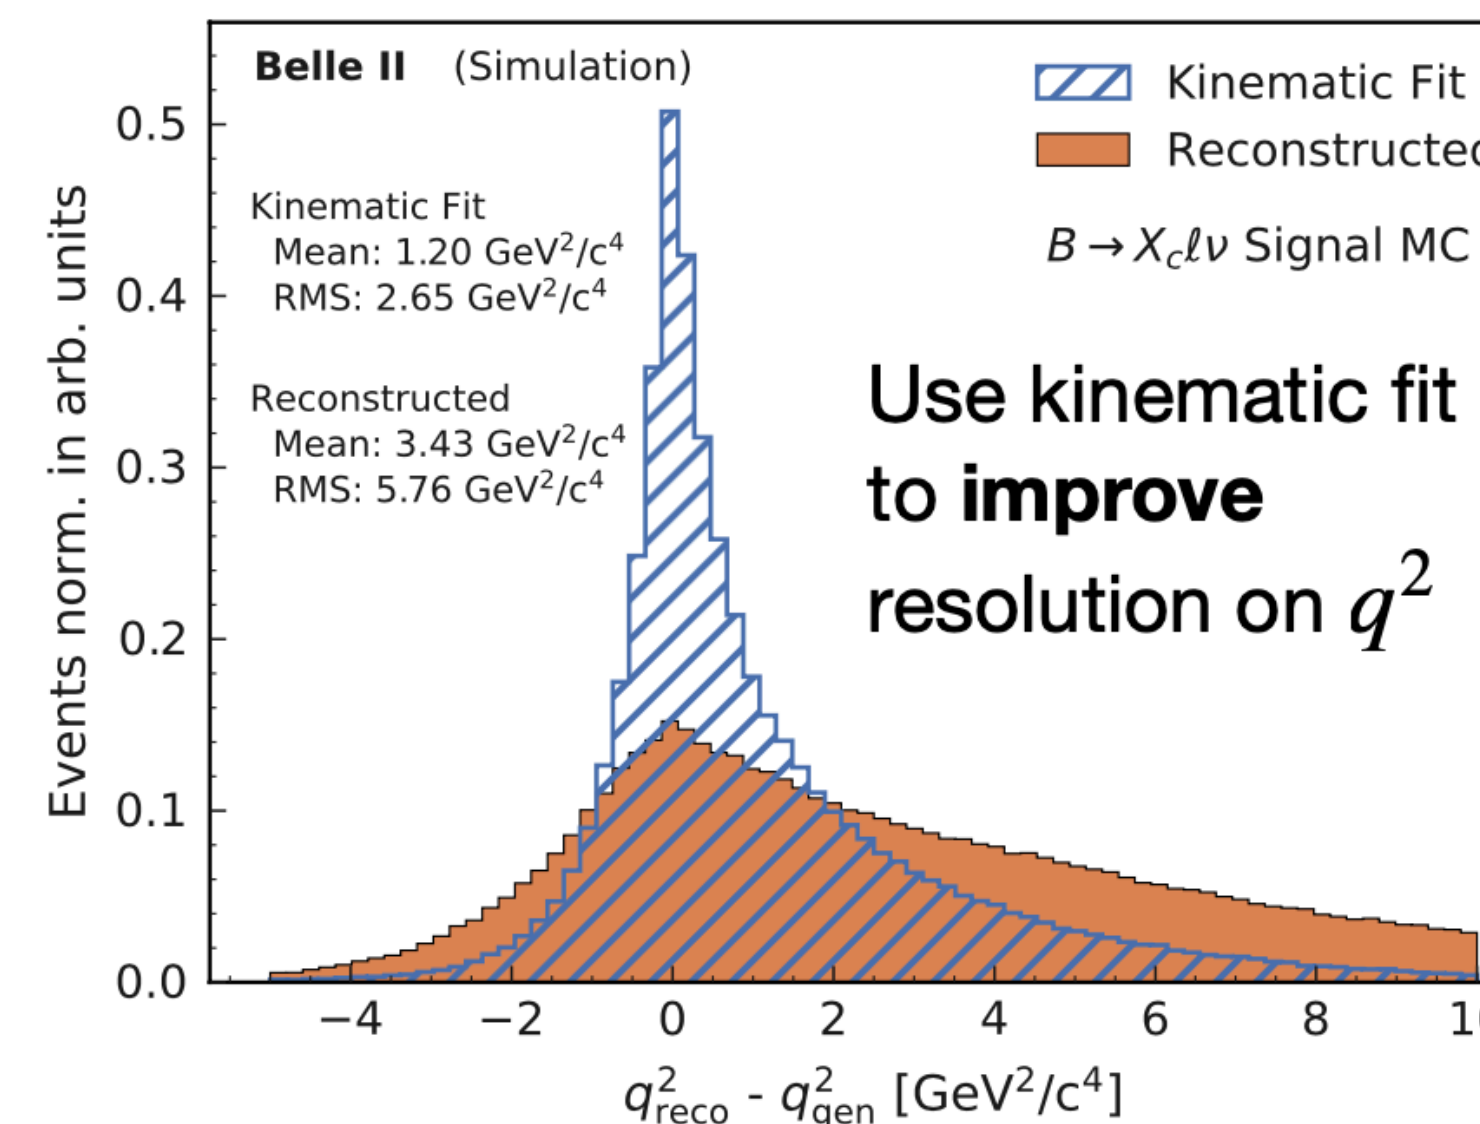 Belle II (Simulation)
Kinematic Fit
Reconstructed
B → X_cℓν Signal MC
Kinematic Fit
Mean: 1.20 GeV²/c⁴
RMS: 2.65 GeV²/c⁴
Reconstructed
Mean: 3.43 GeV²/c⁴
RMS: 5.76 GeV²/c⁴
Use kinematic fit
to improve
resolution on q²
Events norm. in arb. units
0.5
0.4
0.3
0.2
0.1
0.0
−4 −2 0 2 4 6 8
q²_reco - q²_gen [GeV²/c⁴]